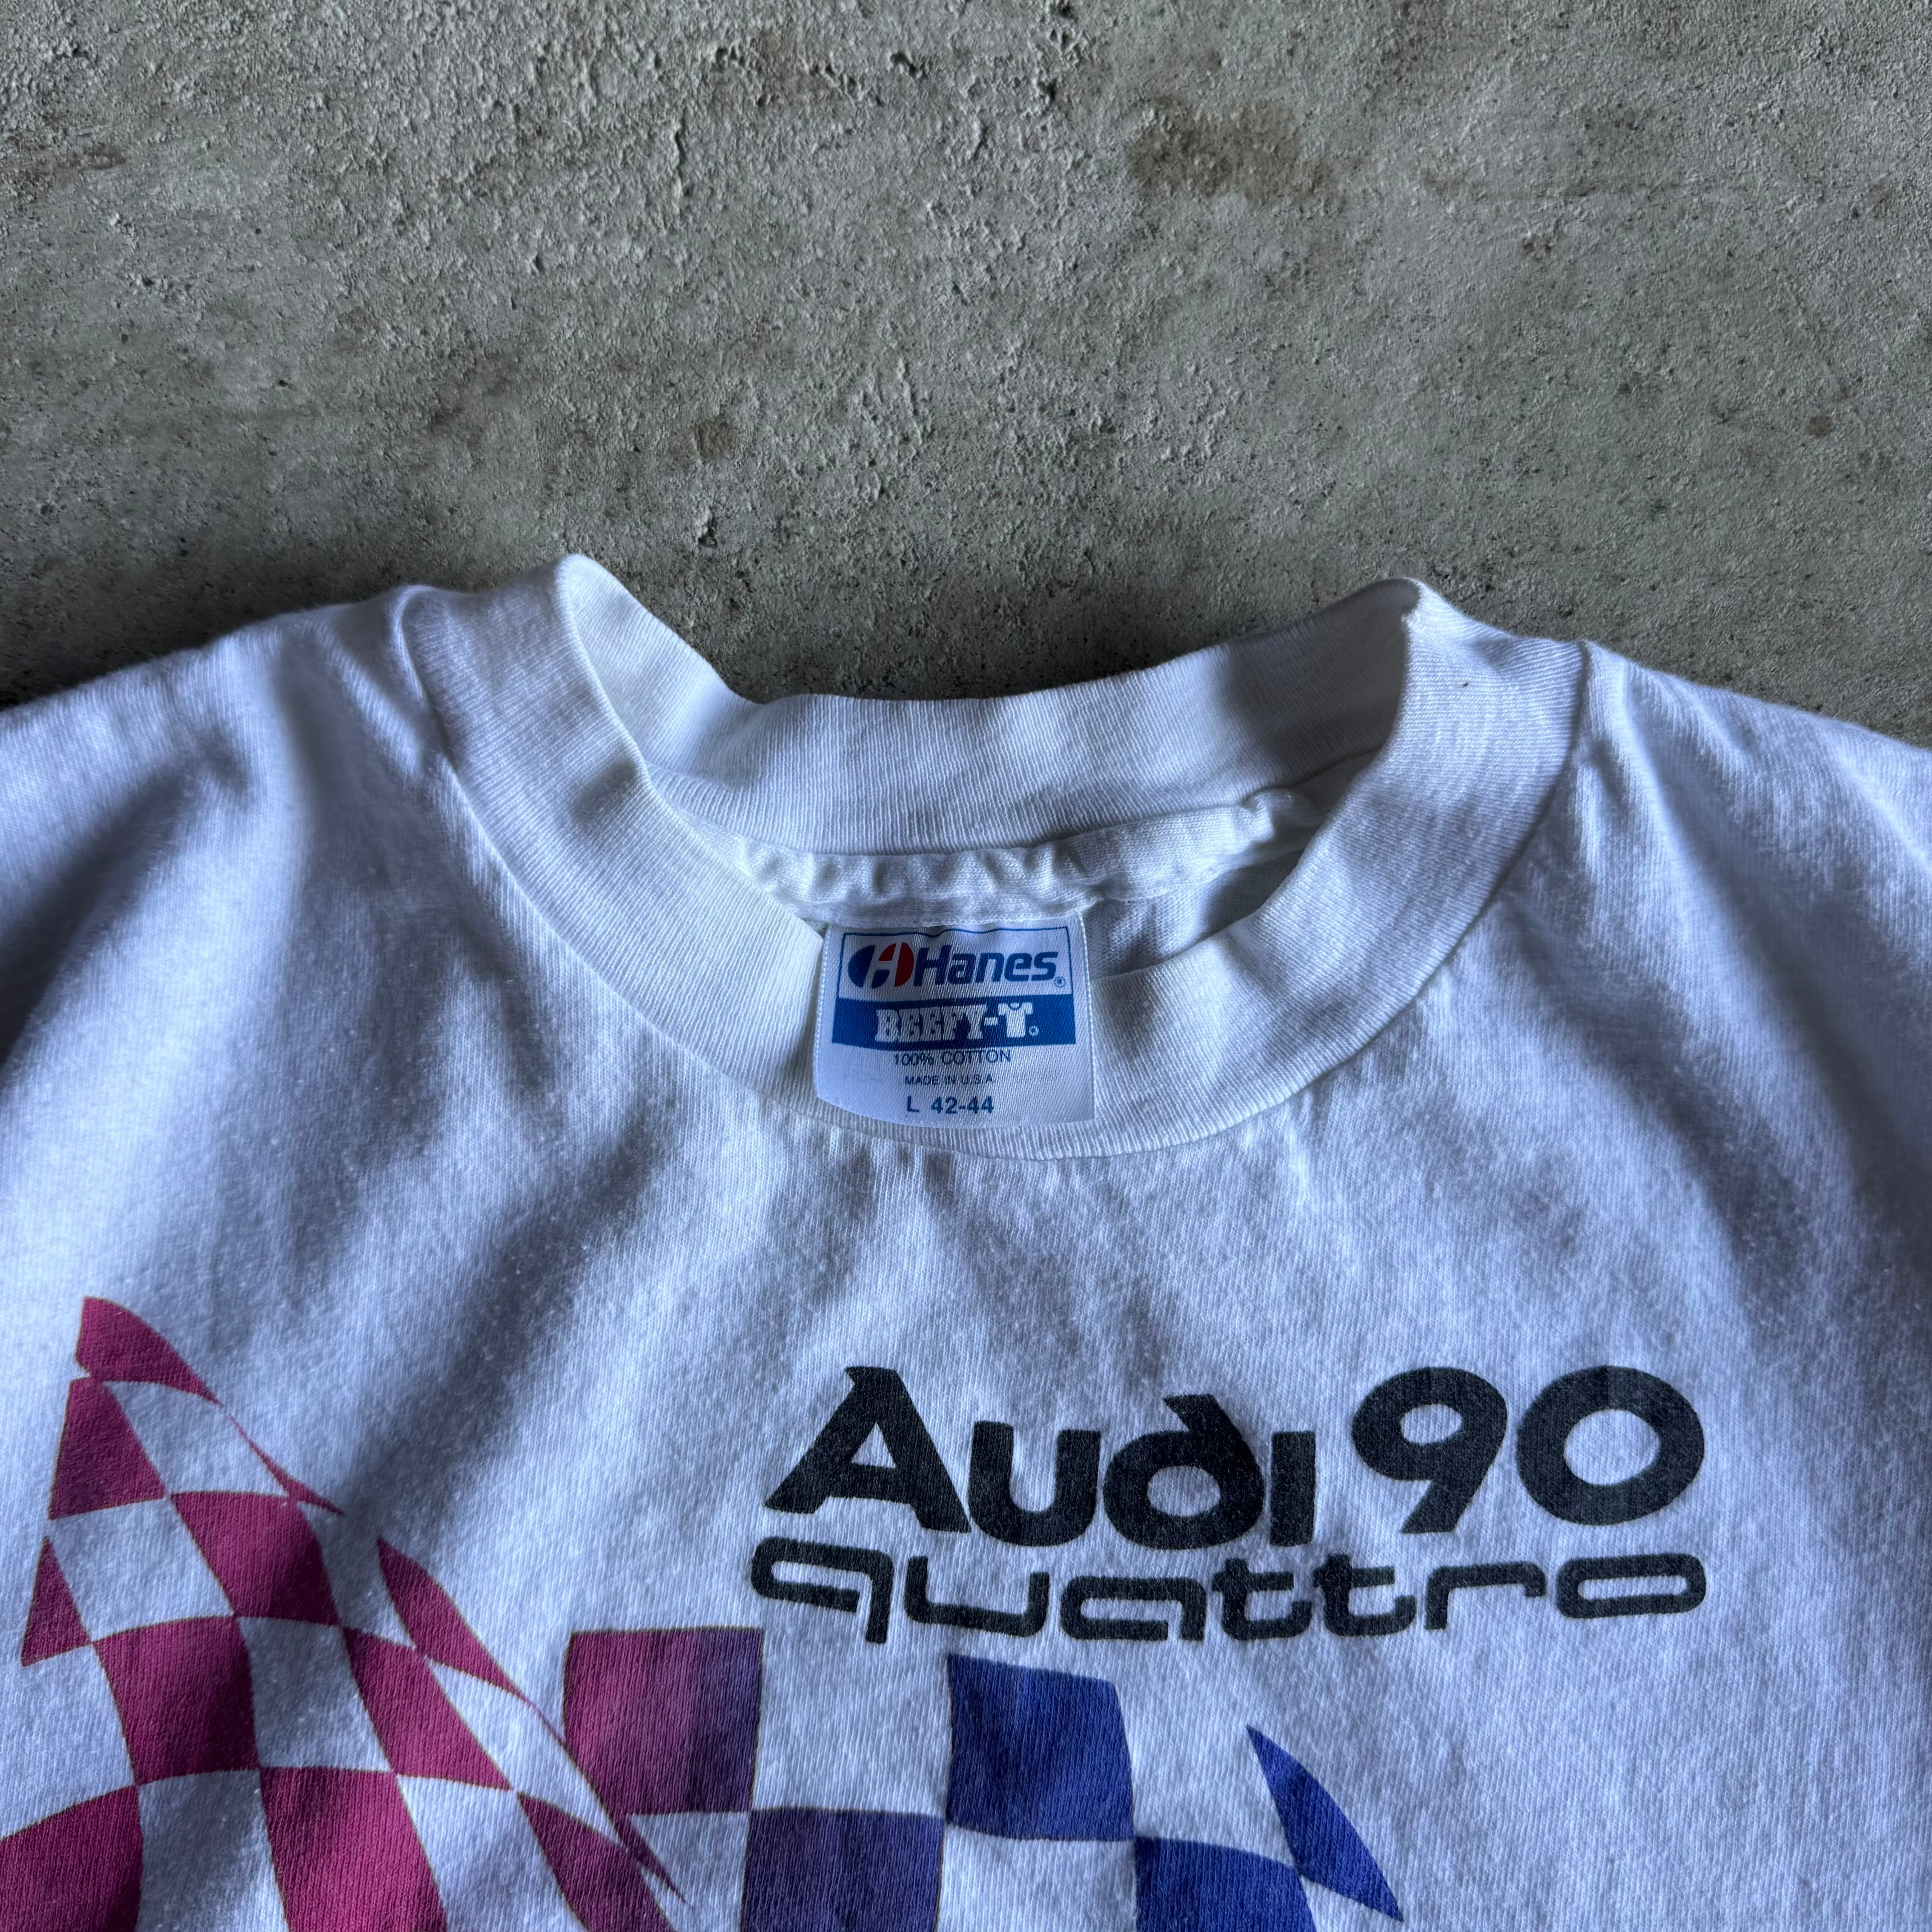 Hanes®
BEEFY-T®
100% COTTON
MADE IN U.S.A.
L 42-44
Audi 90
quattro